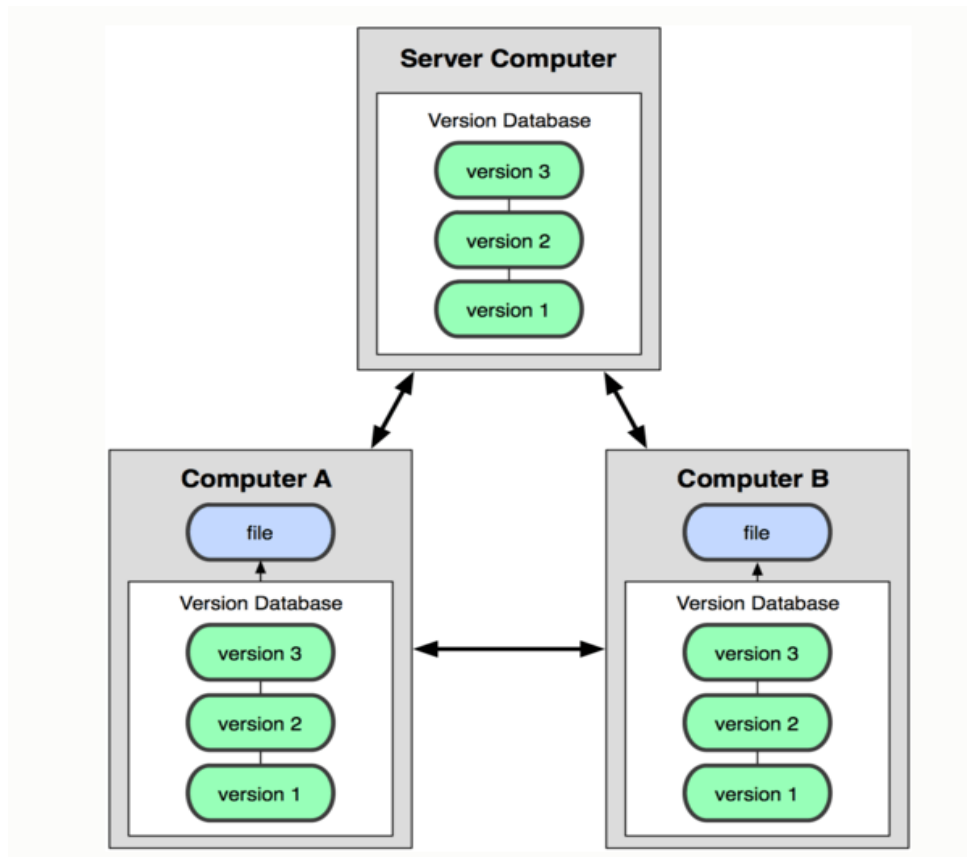 Server Computer
Version Database
version 3
version 2
version 1
Computer A
file
Version Database
version 3
version 2
version 1
Computer B
file
Version Database
version 3
version 2
version 1